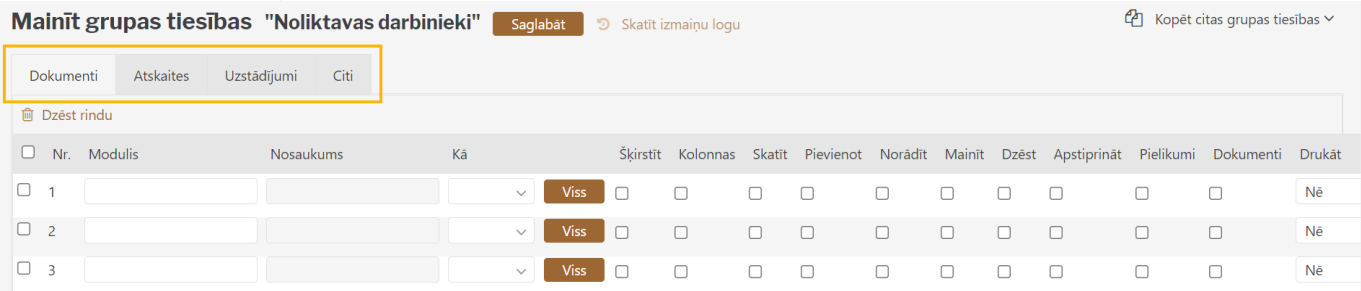 Mainīt grupas tiesības "Noliktavas darbinieki" Saglabāt Skatīt izmaiņu logu Kopēt citas grupas tiesības
Dokumenti Atskaites Uzstādījumi Citi
Dzēst rindu
Nr. Modulis Nosaukums Kā Šķirstīt Kolonnas Skatīt Pievienot Norādīt Mainīt Dzēst Apstiprināt Pielikumi Dokumenti Drukāt
1 Viss Nē
2 Viss Nē
3 Viss Nē